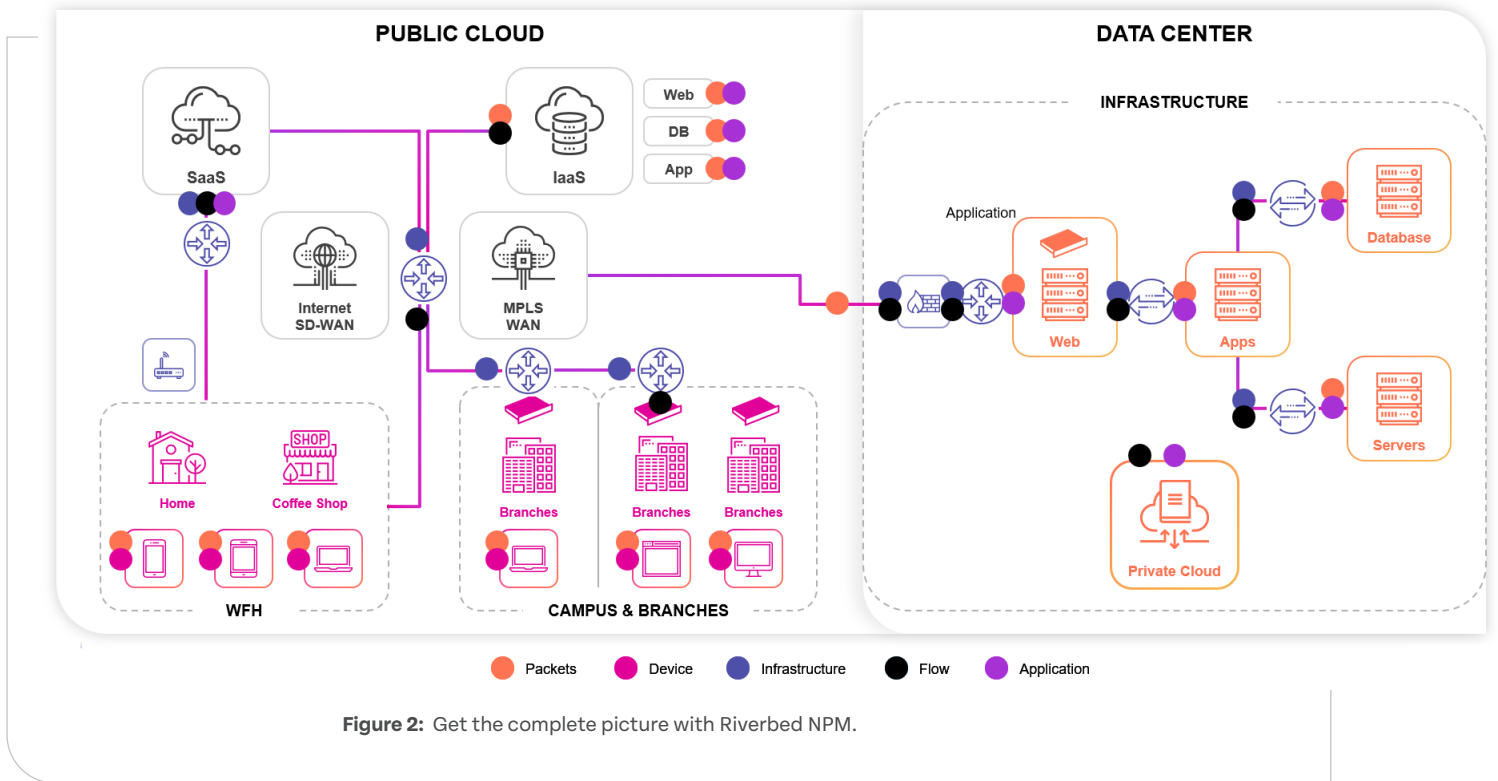 PUBLIC CLOUD
DATA CENTER
SaaS
IaaS
Web
DB
App
Internet
SD-WAN
MPLS
WAN
INFRASTRUCTURE
Application
Web
Apps
Database
Servers
Private Cloud
SHOP
Home
Coffee Shop
WFH
Branches
Branches
Branches
CAMPUS & BRANCHES
Packets
Device
Infrastructure
Flow
Application
Figure 2: Get the complete picture with Riverbed NPM.